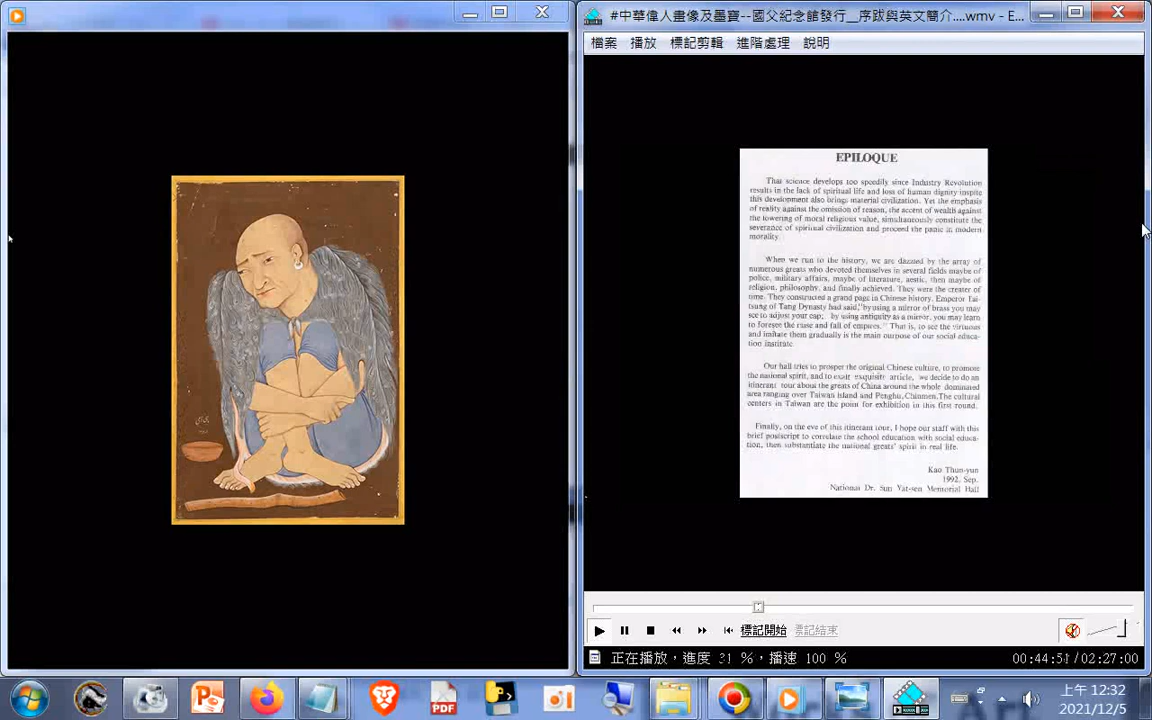 #中華偉人畫像及墨寶--國父紀念館發行__序跋與英文簡介....wmv - E...
檔案 播放 標記剪輯 進階處理 說明
EPILOQUE
That science develops too speedily since Industry Revolution
results in the lack of spiritual life and loss of human dignity inspite
this development also brings material civilization. Yet the emphasis
of reality against the omission of reason, the accent of wealth against
the towering of moral religious value, simultaneously constitute the
severance of spiritual civilization and proceed the panic in modern
morality.
When we run to the history, we are dazzed by the array of
numerous greats who devoted themselves in several fields maybe of
police, military affairs, maybe of literature, aestic, then maybe of
religion, philosophy, and finally achieved. They were the creater of
time. They constructed a grand page in Chinese history. Emperor Tai-
tsung of Tang Dynasty had said,"by using a mirror of brass you may
see to adjust your cap; by using antiquity as a mirror, you may learn
to foresee the raise and fall of empires." That is, to see the virtuous
and imitate them gradually is the main ourpose of our social educa-
tion institute
Our hall tries to prosper the original Chinese culture, to promote
the national spirit, and to exalt exquisite article, we decide to do an
itinerant tour about the greats of China around the whole dominated
area ranging over Taiwan island and Penghu, Chinmen. The cultural
centers in Taiwan are the point for exhibition in this first round.
Finally, on the eve of this itinerant tour, I hope our staff with this
brief postscript to correlate the school education with social educa-
tion, then substantiate the national greats' spirit in real life.
Kao Thun-yun
1992. Sep.
National Dr. Sun Yat-sen Memorial Hall
標記開始 標記結束
正在播放，進度 31 %，播速 100 % 00:44:51 / 02:27:00
PDF
上午 12:32
2021/12/5